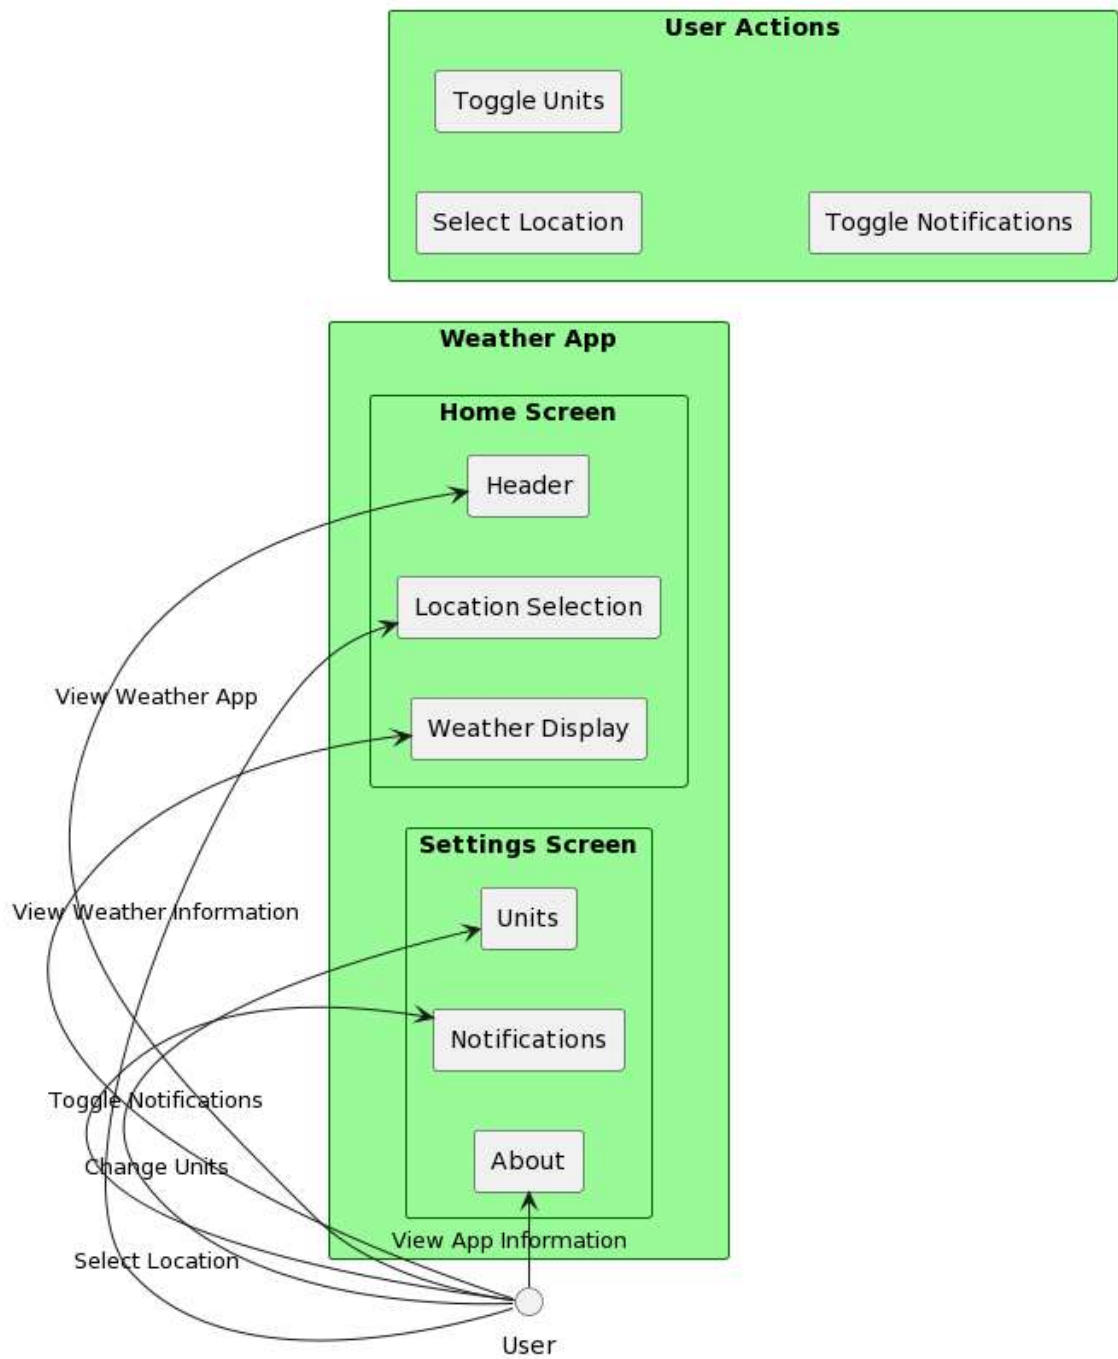 User Actions
Toggle Units
Select Location
Toggle Notifications
Weather App
Home Screen
Header
Location Selection
View Weather App
Weather Display
Settings Screen
Units
View Weather Information
Notifications
Toggle Notifications
Change Units
About
View App Information
Select Location
User